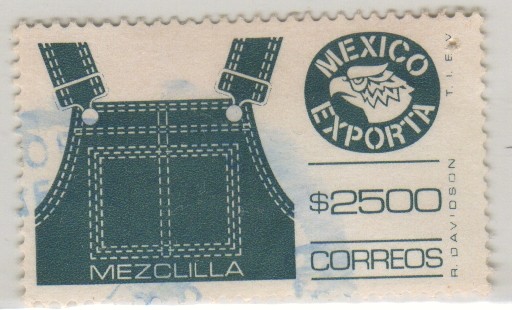 MEXICO
EXPORTA
$2500
CORREOS
MEZCLILLA
R. DAVIDSON T. I. E. V